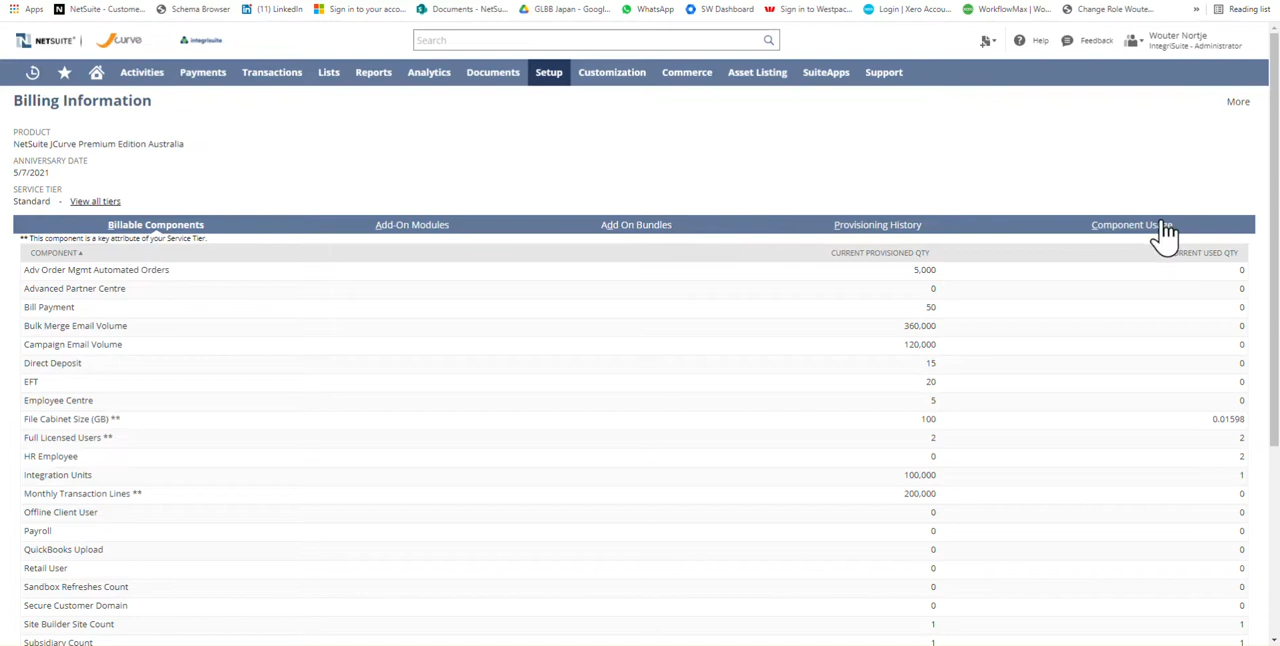 Apps NetSuite - Custome... Schema Browser (11) LinkedIn Sign in to your acco... Documents - NetSu... GLBB Japan - Googl... WhatsApp SW Dashboard Sign in to Westpac... Login | Xero Accou... WorkflowMax | Wo... Change Role Woute... » Reading list
NETSUITE JCurve integrisuite Search Help Feedback Wouter Nortje
IntegriSuite - Administrator
Activities Payments Transactions Lists Reports Analytics Documents Setup Customization Commerce Asset Listing SuiteApps Support
Billing Information More
PRODUCT
NetSuite JCurve Premium Edition Australia
ANNIVERSARY DATE
5/7/2021
SERVICE TIER
Standard - View all tiers
Billable Components Add-On Modules Add On Bundles Provisioning History Component
** This component is a key attribute of your Service Tier.
COMPONENT ▲ CURRENT PROVISIONED QTY USED QTY
Adv Order Mgmt Automated Orders 5,000 0
Advanced Partner Centre 0 0
Bill Payment 50 0
Bulk Merge Email Volume 360,000 0
Campaign Email Volume 120,000 0
Direct Deposit 15 0
EFT 20 0
Employee Centre 5 0
File Cabinet Size (GB) ** 100 0.01598
Full Licensed Users ** 2 2
HR Employee 0 2
Integration Units 100,000 1
Monthly Transaction Lines ** 200,000 0
Offline Client User 0 0
Payroll 0 0
QuickBooks Upload 0 0
Retail User 0 0
Sandbox Refreshes Count 0 0
Secure Customer Domain 0 0
Site Builder Site Count 1 1
Subsidiary Count 1 1